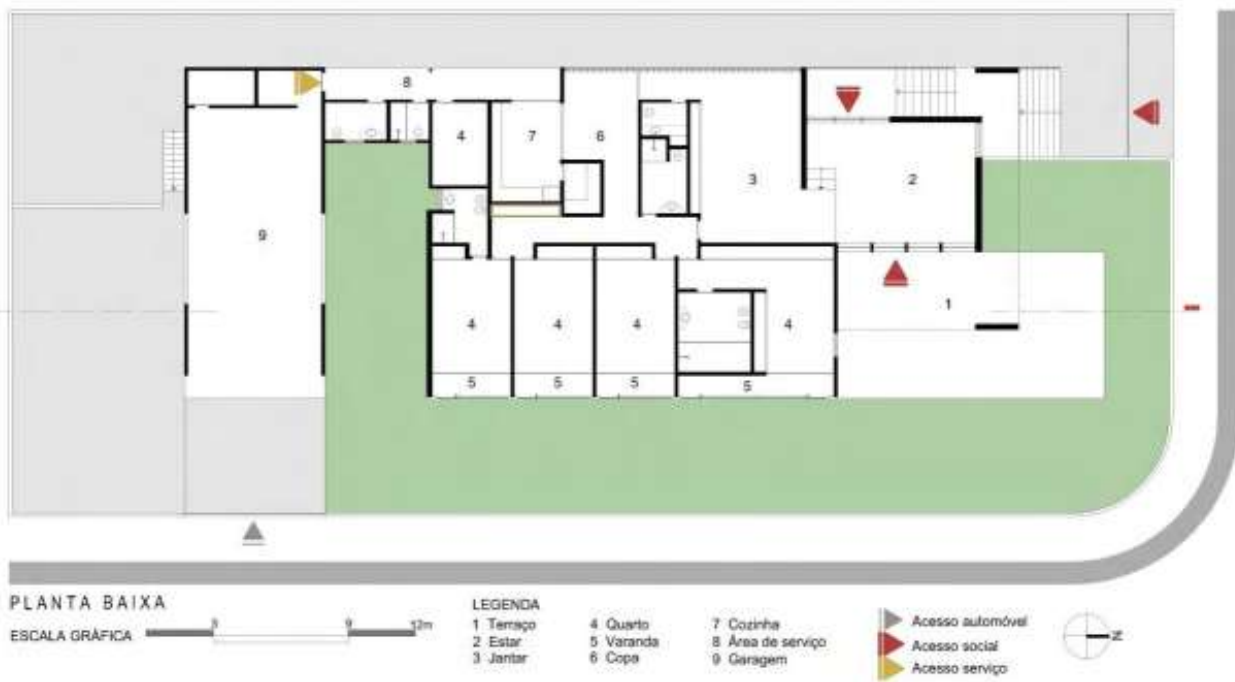 8
4
7
6
3
2
9
1
4
4
4
4
5
5
5
5
PLANTA BAIXA
ESCALA GRÁFICA
9
12m
LEGENDA
1 Terraço
2 Estar
3 Jantar
4 Quarto
5 Varanda
6 Copa
7 Cozinha
8 Área de serviço
9 Garagem
Acesso automóvel
Acesso social
Acesso serviço
N